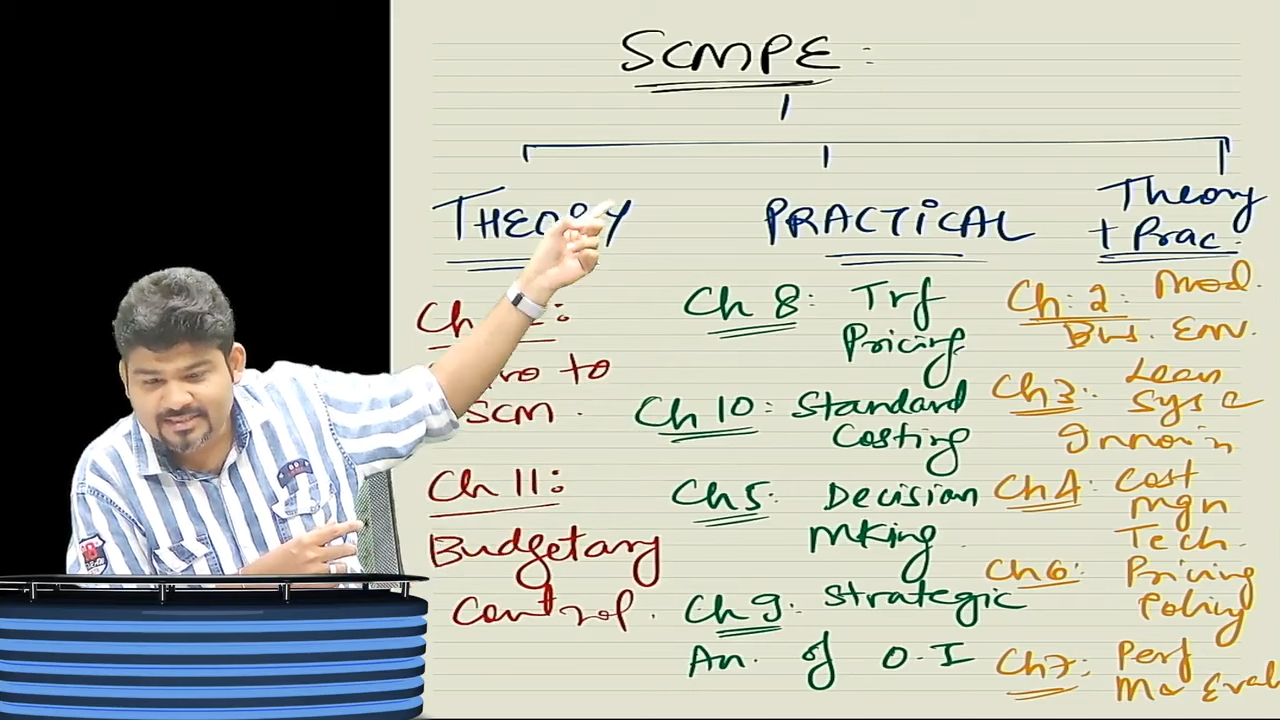 SCMPE :
THEORY
PRACTICAL
Theory
+ Prac.
Ch :
to
SCM .
Ch 11 :
Budgetary
Control .
Ch 8 : Trf
Pricing
Ch 10 : Standard
Costing
Ch 5 . Decision
Mking .
Ch 9 . Strategic
An. of O.I
Ch : 2 : Mod.
Bus. Env.
Ch 3 : Lean
Sys
Ch 4 : Cost
Mgn
Tech .
Ch 6 : Pricing
Policy
Ch 7 : Perf
Eval